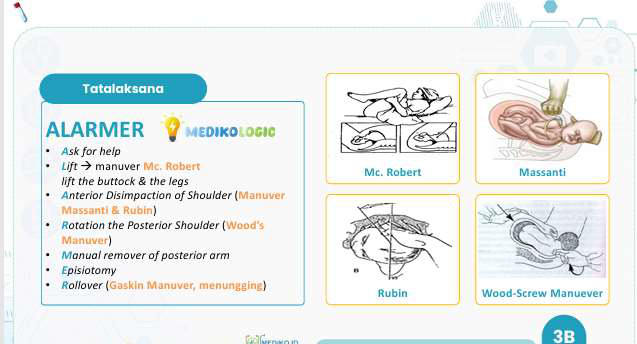 Tatalaksana
ALARMER
MEDIKOLOGIC
• Ask for help
• Lift → manuver Mc. Robert
lift the buttock & the legs
• Anterior Disimpaction of Shoulder (Manuver
Massanti & Rubin)
• Rotation the Posterior Shoulder (Wood's
Manuver)
• Manual remover of posterior arm
• Episiotomy
• Rollover (Gaskin Manuver, menungging)
Mc. Robert
Massanti
B
Rubin
Wood-Screw Manuever
MEDIKO.ID
3B